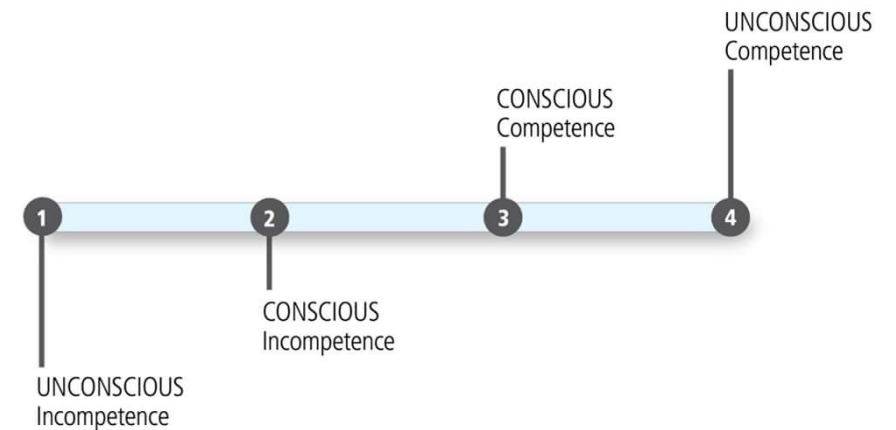 UNCONSCIOUS
Competence
CONSCIOUS
Competence
1
2
3
4
CONSCIOUS
Incompetence
UNCONSCIOUS
Incompetence